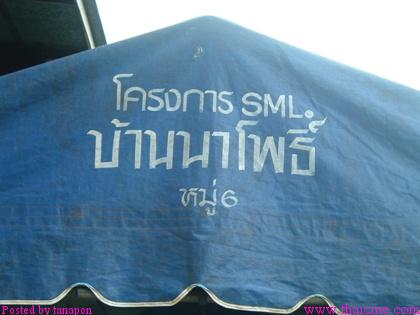 โครงการ SML.
บ้านนาโพธิ์
หมู่ 6
Posted by tanapon